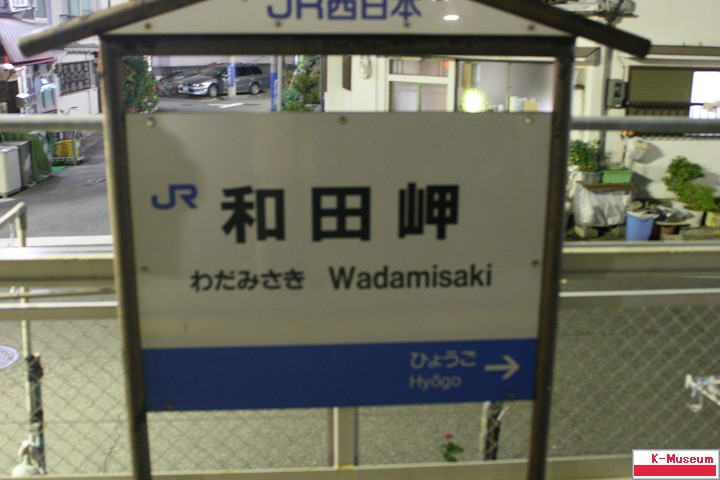 JR西日本
JR 和田岬
わだみさき Wadamisaki
ひょうご
Hyōgo
K-Museum